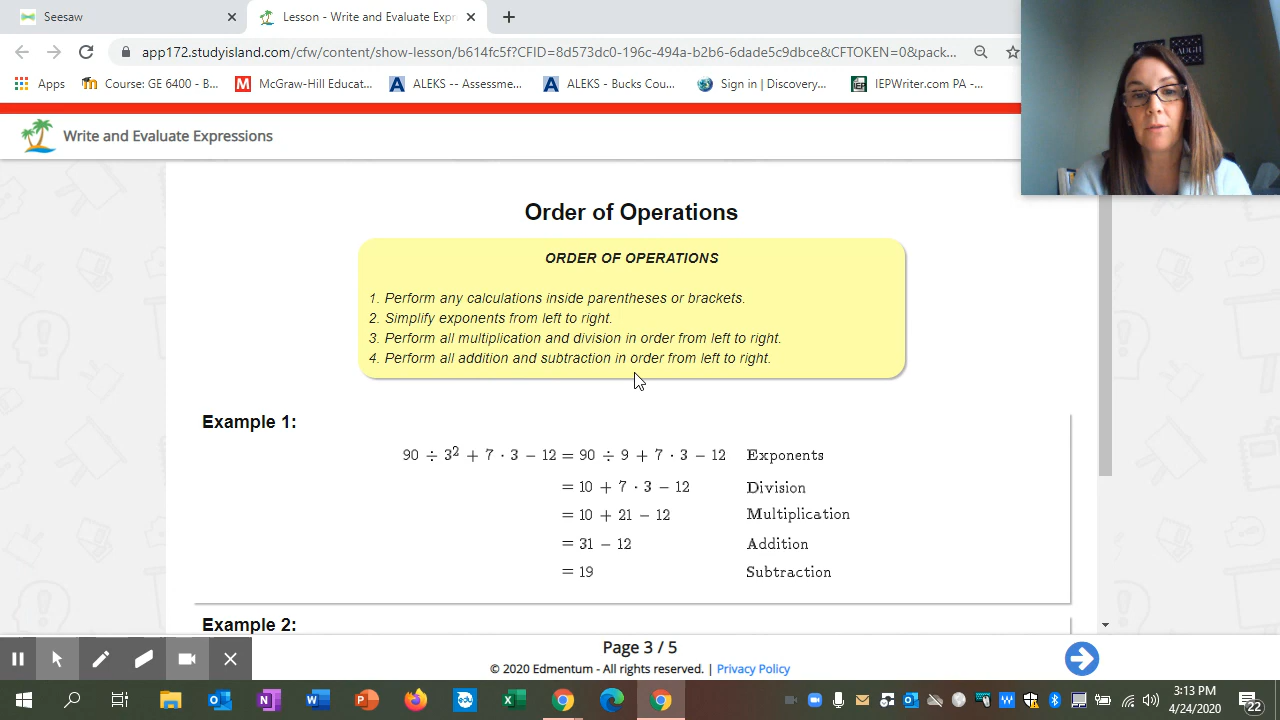 Seesaw
Lesson - Write and Evaluate Expr
app172.studyisland.com/cfw/content/show-lesson/b614fc5f?CFID=8d573dc0-196c-494a-b2b6-6dade5c9dbce&CFTOKEN=0&pack...
Apps Course: GE 6400 - B... McGraw-Hill Educat... ALEKS -- Assessme... ALEKS - Bucks Cou... Sign in | Discovery... IEPWriter.com PA -...
LAUGH
Write and Evaluate Expressions
Order of Operations
ORDER OF OPERATIONS
1. Perform any calculations inside parentheses or brackets.
2. Simplify exponents from left to right.
3. Perform all multiplication and division in order from left to right.
4. Perform all addition and subtraction in order from left to right.
Example 1:
90 ÷ 3² + 7 · 3 − 12 = 90 ÷ 9 + 7 · 3 − 12 Exponents
= 10 + 7 · 3 − 12 Division
= 10 + 21 − 12 Multiplication
= 31 − 12 Addition
= 19 Subtraction
Example 2:
Page 3 / 5
© 2020 Edmentum - All rights reserved. | Privacy Policy
3:13 PM
4/24/2020
22